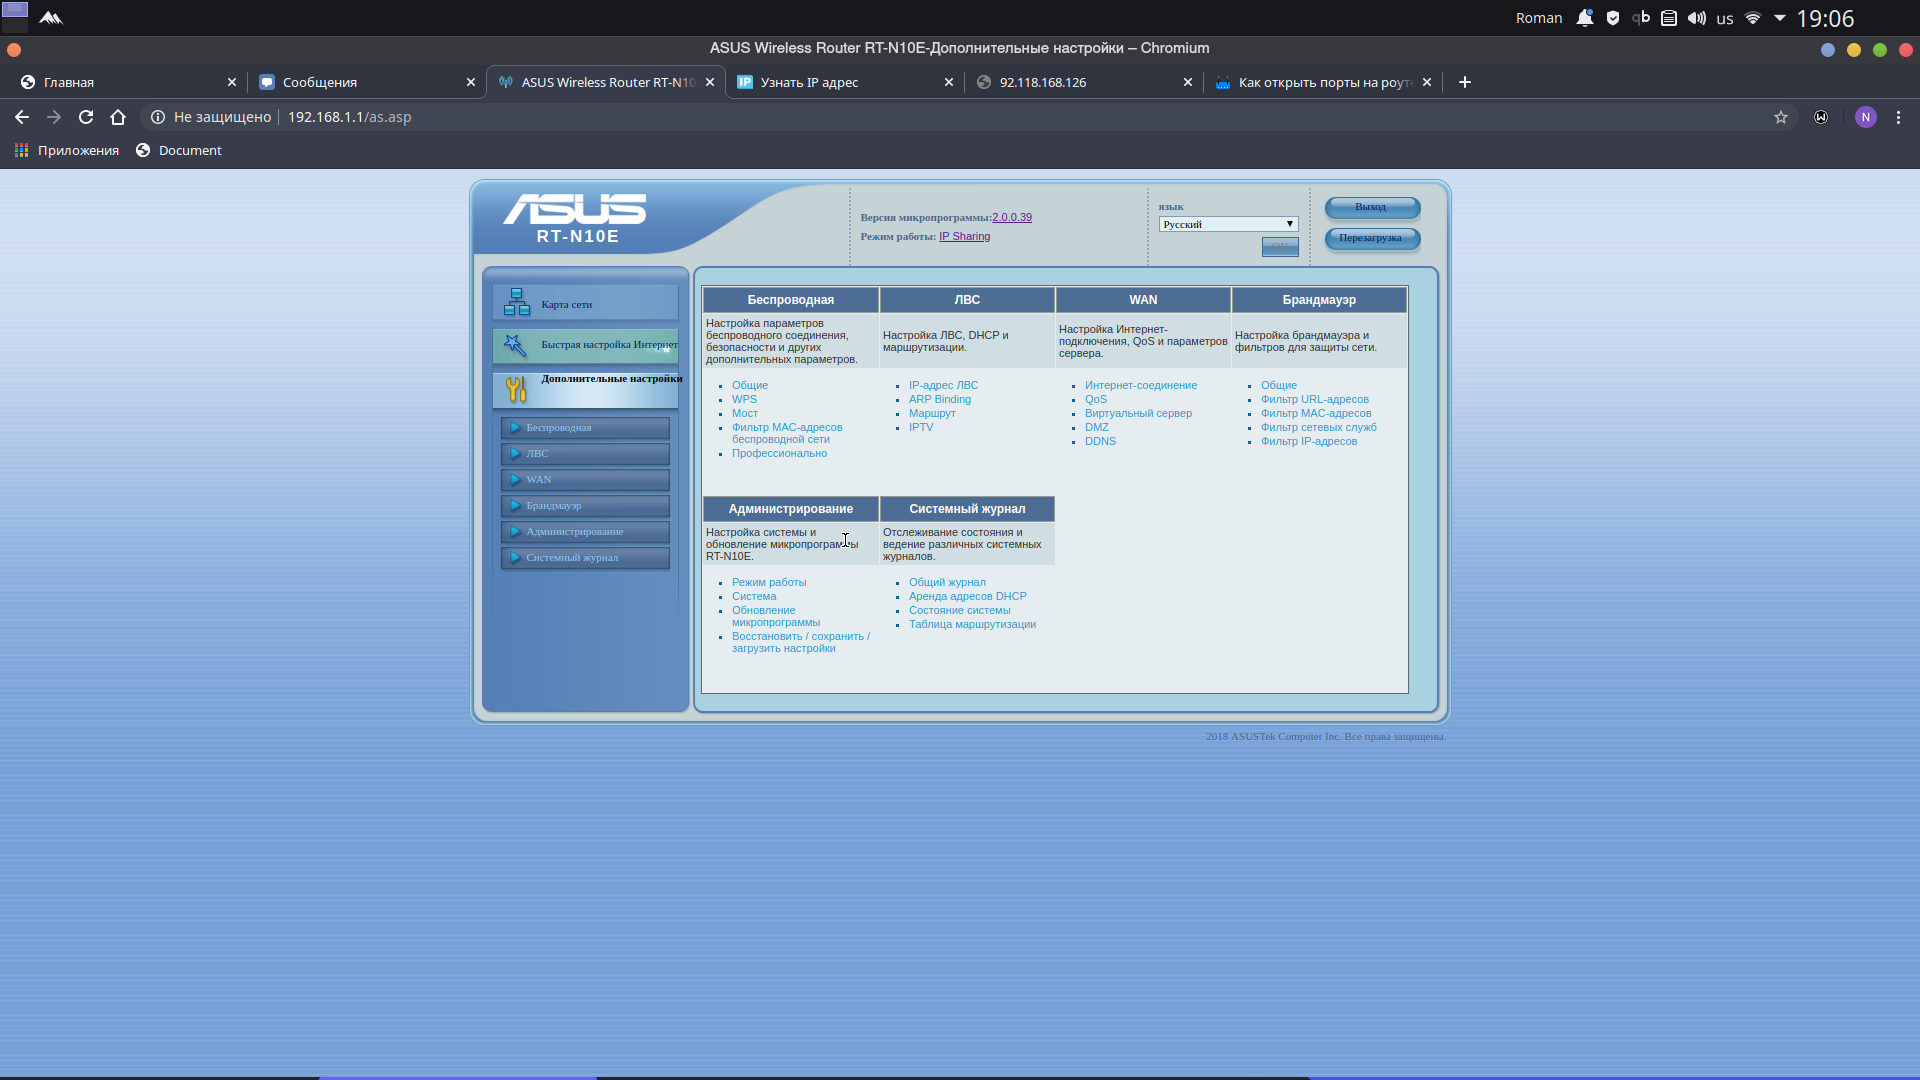 Roman
us
19:06
ASUS Wireless Router RT-N10E-Дополнительные настройки – Chromium
Главная
Сообщения
ASUS Wireless Router RT-N10
Узнать IP адрес
92.118.168.126
Как открыть порты на роут
Не защищено
192.168.1.1/as.asp
N
Приложения
Document
ASUS
RT-N10E
Версия микропрограммы:2.0.0.39
Режим работы: IP Sharing
язык
Русский
Выход
Перезагрузка
Карта сети
Быстрая настройка Интернет
Дополнительные настройки
Беспроводная
ЛВС
WAN
Брандмауэр
Администрирование
Системный журнал
Беспроводная
Настройка параметров
беспроводного соединения,
безопасности и других
дополнительных параметров.
Общие
WPS
Мост
Фильтр MAC-адресов
беспроводной сети
Профессионально
ЛВС
Настройка ЛВС, DHCP и
маршрутизации.
IP-адрес ЛВС
ARP Binding
Маршрут
IPTV
WAN
Настройка Интернет-
подключения, QoS и параметров
сервера.
Интернет-соединение
QoS
Виртуальный сервер
DMZ
DDNS
Брандмауэр
Настройка брандмауэра и
фильтров для защиты сети.
Общие
Фильтр URL-адресов
Фильтр MAC-адресов
Фильтр сетевых служб
Фильтр IP-адресов
Администрирование
Настройка системы и
обновление микропрограммы
RT-N10E.
Режим работы
Система
Обновление
микропрограммы
Восстановить / сохранить /
загрузить настройки
Системный журнал
Отслеживание состояния и
ведение различных системных
журналов.
Общий журнал
Аренда адресов DHCP
Состояние системы
Таблица маршрутизации
2018 ASUSTek Computer Inc. Все права защищены.